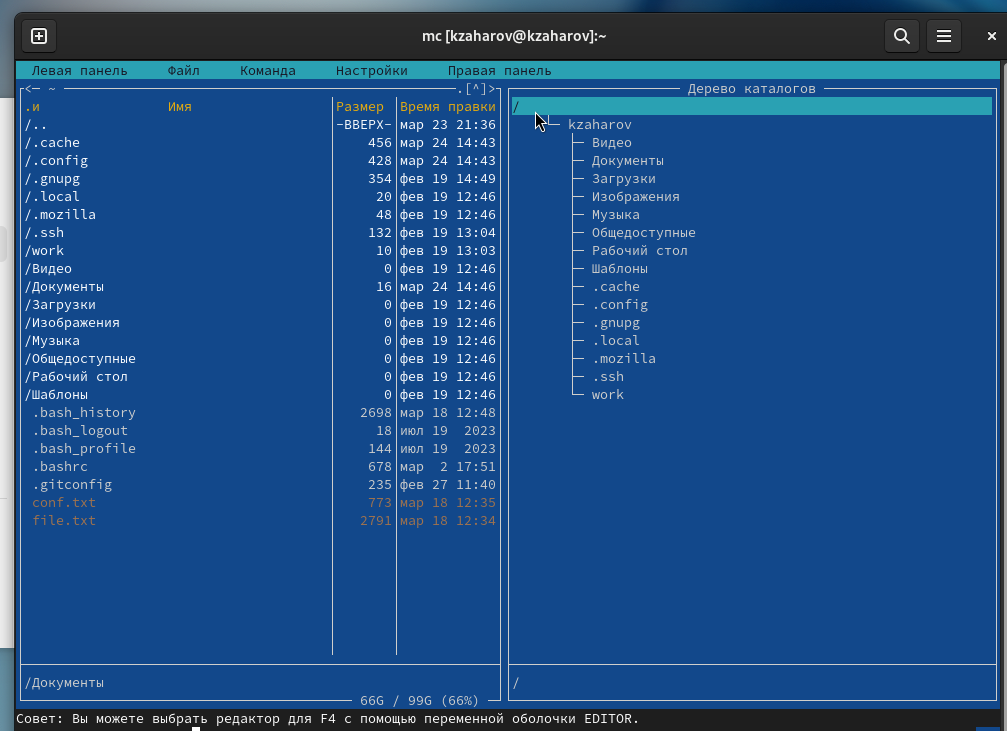 mc [kzaharov@kzaharov]:~
Левая панель Файл Команда Настройки Правая панель
<─ ~ .[^]>
.и Имя Размер Время правки
/.. -ВВЕРХ- мар 23 21:36
/.cache 456 мар 24 14:43
/.config 428 мар 24 14:43
/.gnupg 354 фев 19 14:49
/.local 20 фев 19 12:46
/.mozilla 48 фев 19 12:46
/.ssh 132 фев 19 13:04
/work 10 фев 19 13:03
/Видео 0 фев 19 12:46
/Документы 16 мар 24 14:46
/Загрузки 0 фев 19 12:46
/Изображения 0 фев 19 12:46
/Музыка 0 фев 19 12:46
/Общедоступные 0 фев 19 12:46
/Рабочий стол 0 фев 19 12:46
/Шаблоны 0 фев 19 12:46
.bash_history 2698 мар 18 12:48
.bash_logout 18 июл 19 2023
.bash_profile 144 июл 19 2023
.bashrc 678 мар 2 17:51
.gitconfig 235 фев 27 11:40
conf.txt 773 мар 18 12:35
file.txt 2791 мар 18 12:34
/Документы
66G / 99G (66%)
Дерево каталогов
/
kzaharov
Видео
Документы
Загрузки
Изображения
Музыка
Общедоступные
Рабочий стол
Шаблоны
.cache
.config
.gnupg
.local
.mozilla
.ssh
work
/
Совет: Вы можете выбрать редактор для F4 с помощью переменной оболочки EDITOR.